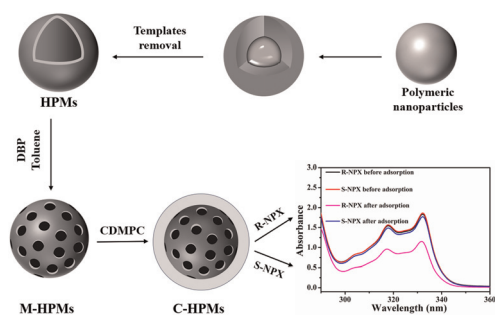 Templates
removal
HPMs
Polymeric
nanoparticles
DBP
Toluene
M-HPMs
CDMPC
C-HPMs
R-NPX
S-NPX
R-NPX before adsorption
S-NPX before adsorption
R-NPX after adsorption
S-NPX after adsorption
Absorbance
3.0
2.5
2.0
1.5
1.0
0.5
0.0
300
320
340
360
Wavelength (nm)